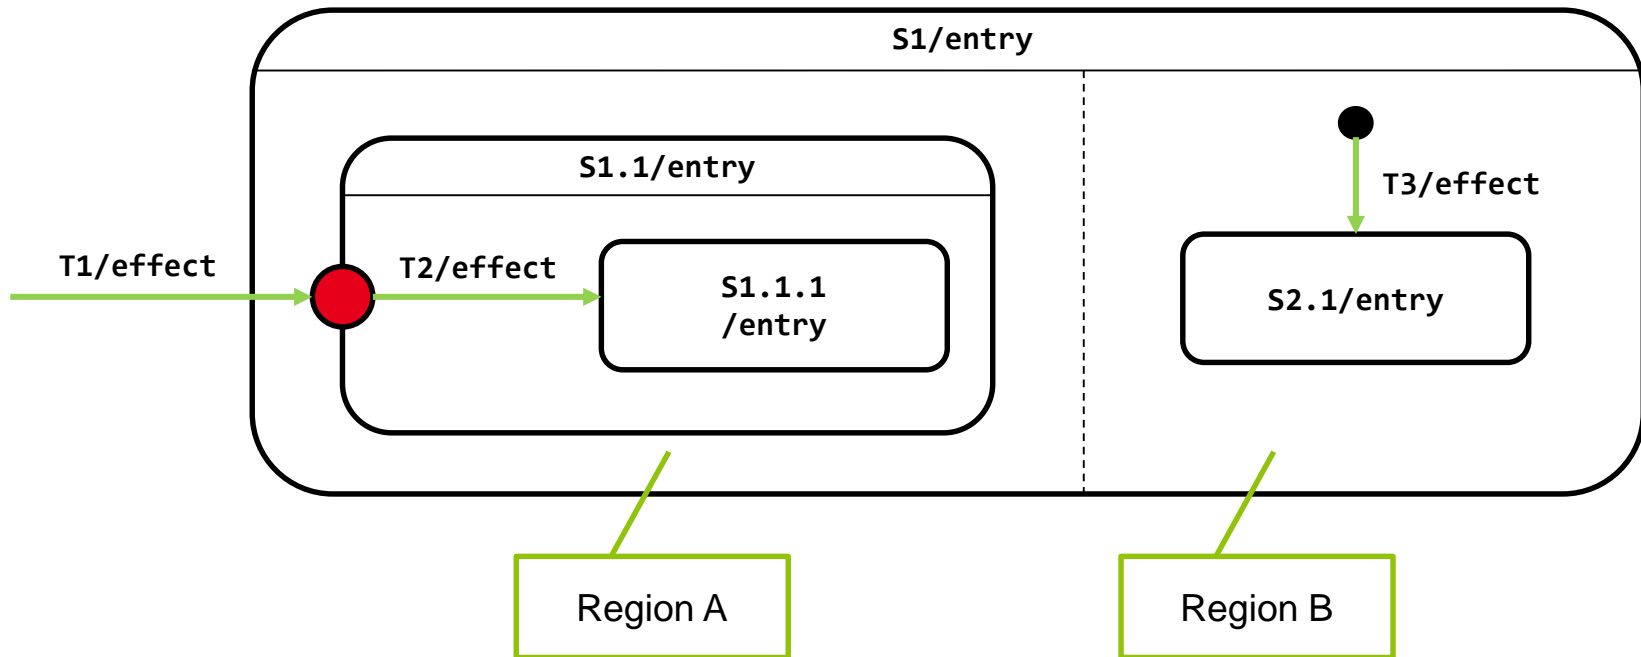 S1/entry
S1.1/entry
T3/effect
T1/effect
T2/effect
S1.1.1
/entry
S2.1/entry
Region A
Region B